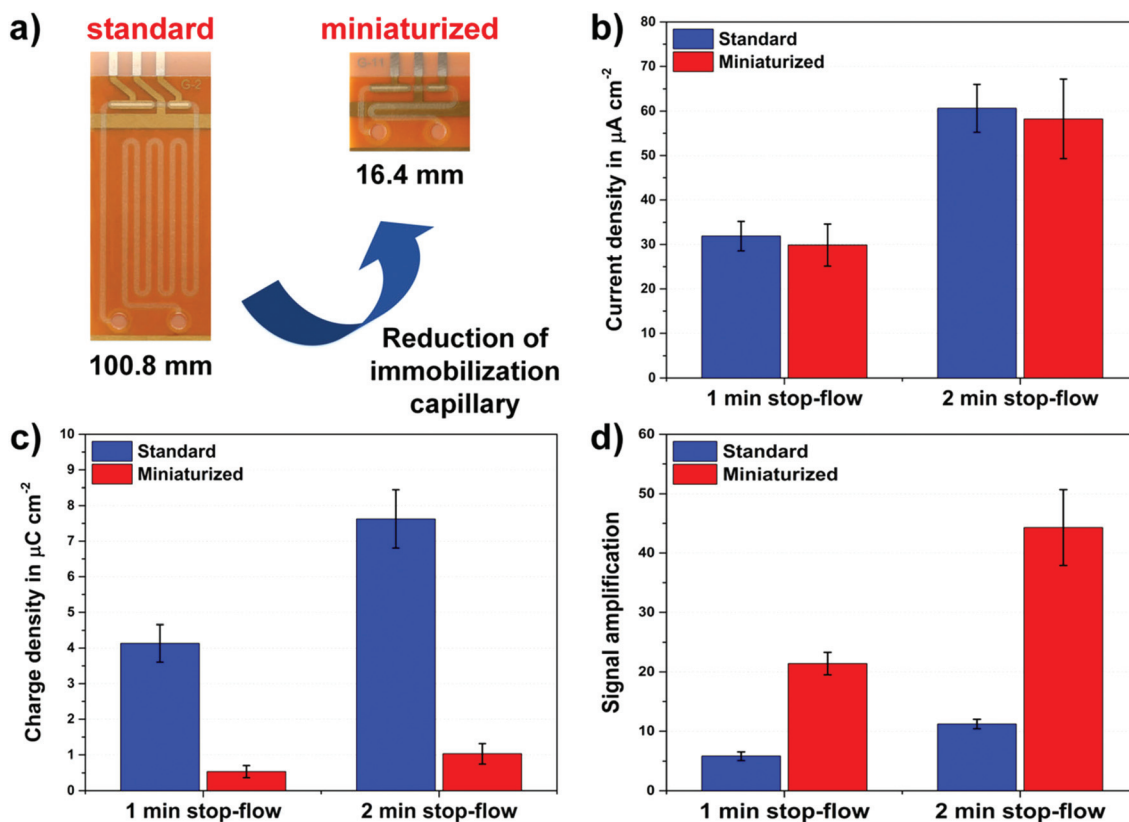 a)
standard
miniaturized
G-2
G-11
100.8 mm
16.4 mm
Reduction of
immobilization
capillary
b)
Standard
Miniaturized
Current density in μA cm⁻²
80
70
60
50
40
30
20
10
0
1 min stop-flow
2 min stop-flow
c)
Standard
Miniaturized
Charge density in μC cm⁻²
10
9
8
7
6
5
4
3
2
1
0
1 min stop-flow
2 min stop-flow
d)
Standard
Miniaturized
Signal amplification
60
50
40
30
20
10
0
1 min stop-flow
2 min stop-flow